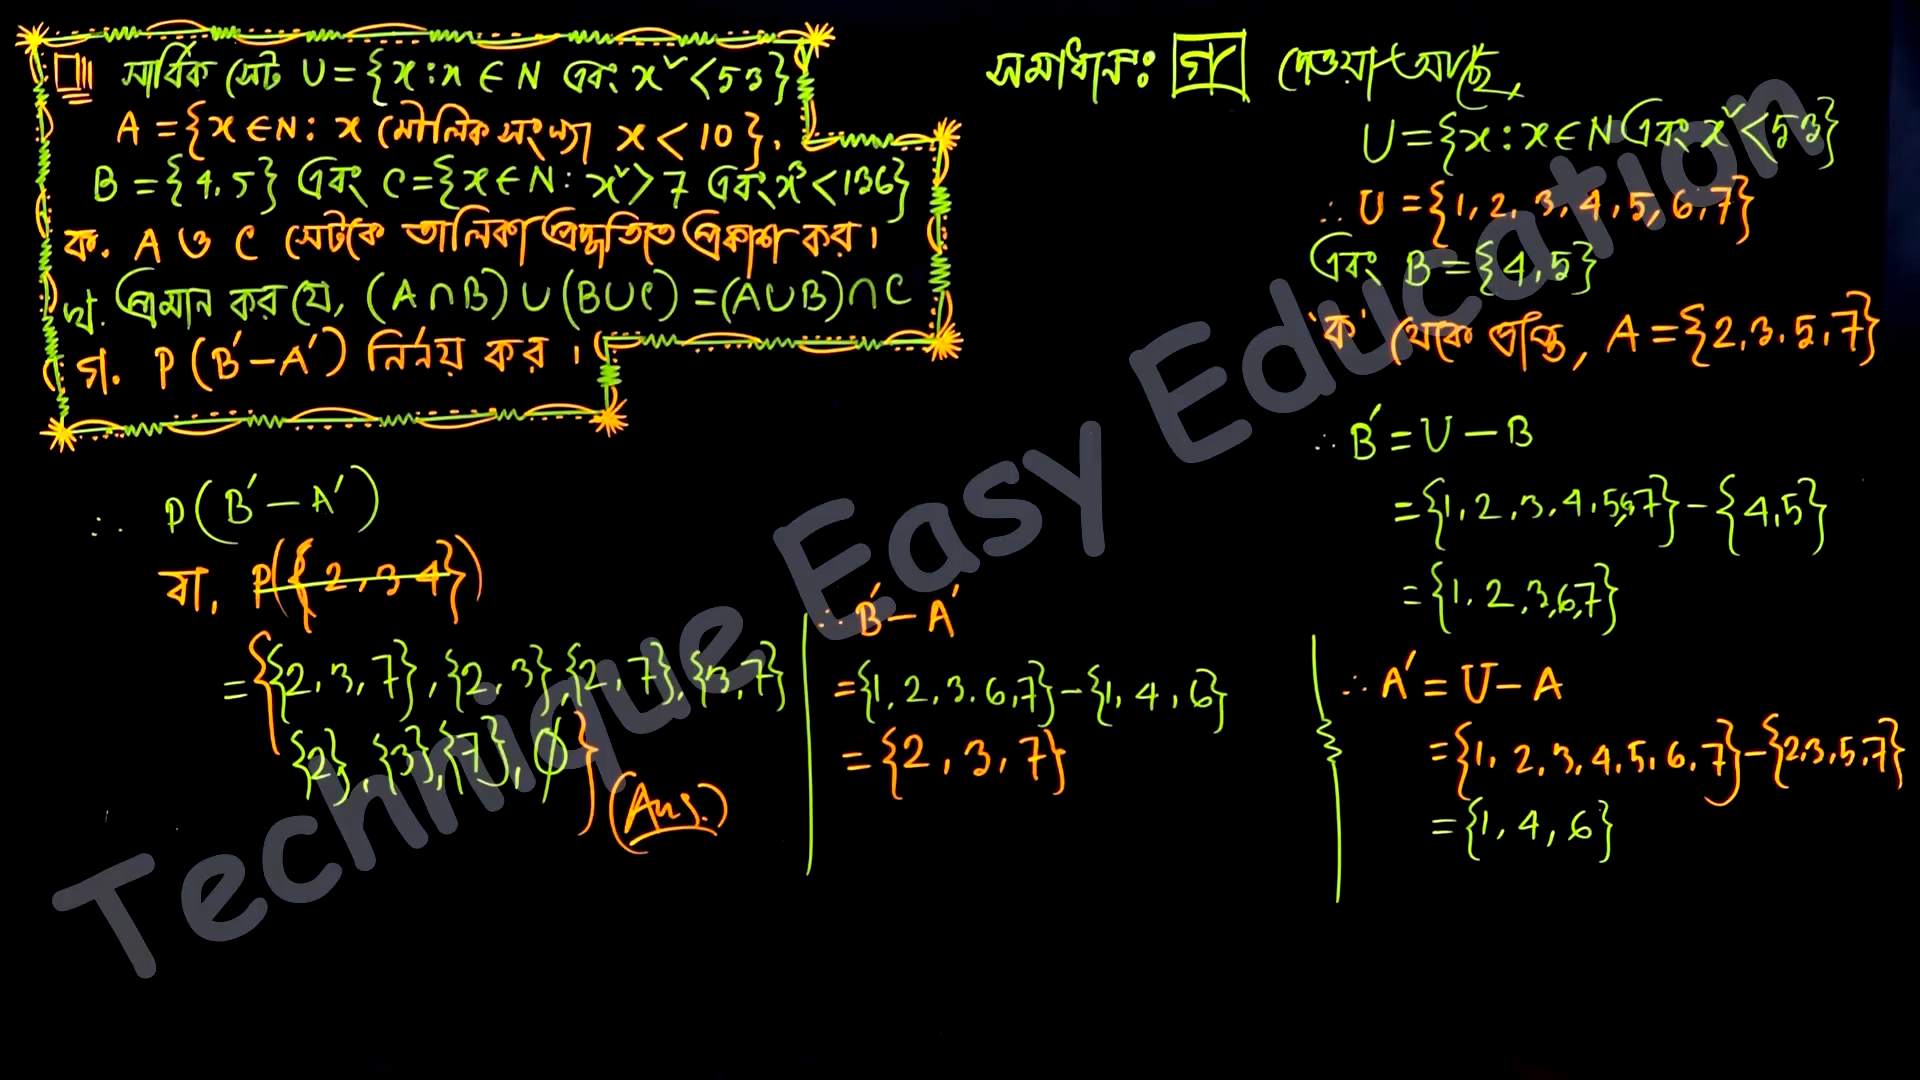 সার্বিক সেট U = {x : x ∈ N এবং x² < 53}
A = {x ∈ N : x মৌলিক সংখ্যা x < 10},
B = {4, 5} এবং C = {x ∈ N : x² > 7 এবং x³ < 136}
ক. A ও C সেটকে তালিকা পদ্ধতিতে প্রকাশ কর।
খ. প্রমান কর যে, (A ∩ B) ∪ (B ∪ C) = (A ∪ B) ∩ C
গ. P(B′ − A′) নির্নয় কর।
সমাধানঃ গ দেওয়া আছে,
U = {x : x ∈ N এবং x² < 53}
∴ U = {1, 2, 3, 4, 5, 6, 7}
এবং B = {4, 5}
'ক' থেকে প্রাপ্ত, A = {2, 3, 5, 7}
∴ B′ = U − B
= {1, 2, 3, 4, 5, 6, 7} − {4, 5}
= {1, 2, 3, 6, 7}
∴ A′ = U − A
= {1, 2, 3, 4, 5, 6, 7} − {2, 3, 5, 7}
= {1, 4, 6}
∴ B′ − A′
= {1, 2, 3, 6, 7} − {1, 4, 6}
= {2, 3, 7}
∴ P(B′ − A′)
বা, P({2, 3 4})
= {{2, 3, 7}, {2, 3}, {2, 7}, {3, 7}
{2}, {3}, {7}, ∅} (Ans.)
Technique Easy Education